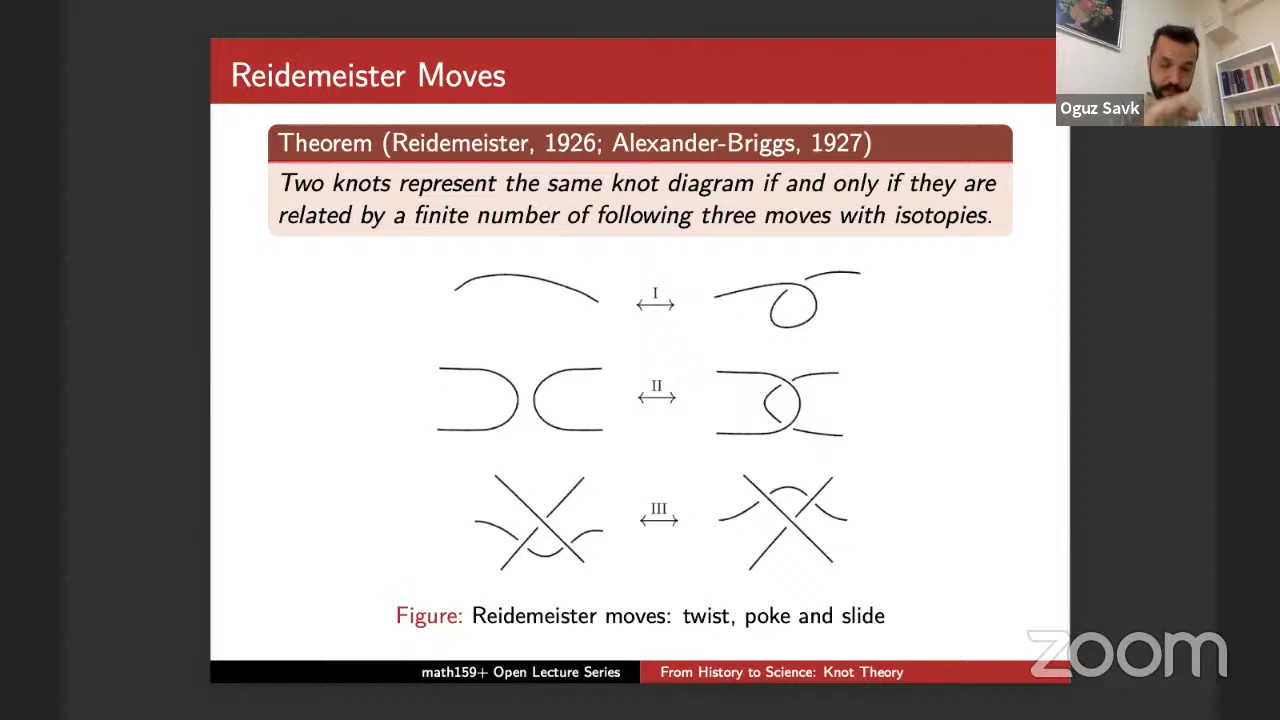 Reidemeister Moves
Oguz Savk
Theorem (Reidemeister, 1926; Alexander-Briggs, 1927)
Two knots represent the same knot diagram if and only if they are
related by a finite number of following three moves with isotopies.
I
II
III
Figure: Reidemeister moves: twist, poke and slide
zoom
math159+ Open Lecture Series
From History to Science: Knot Theory